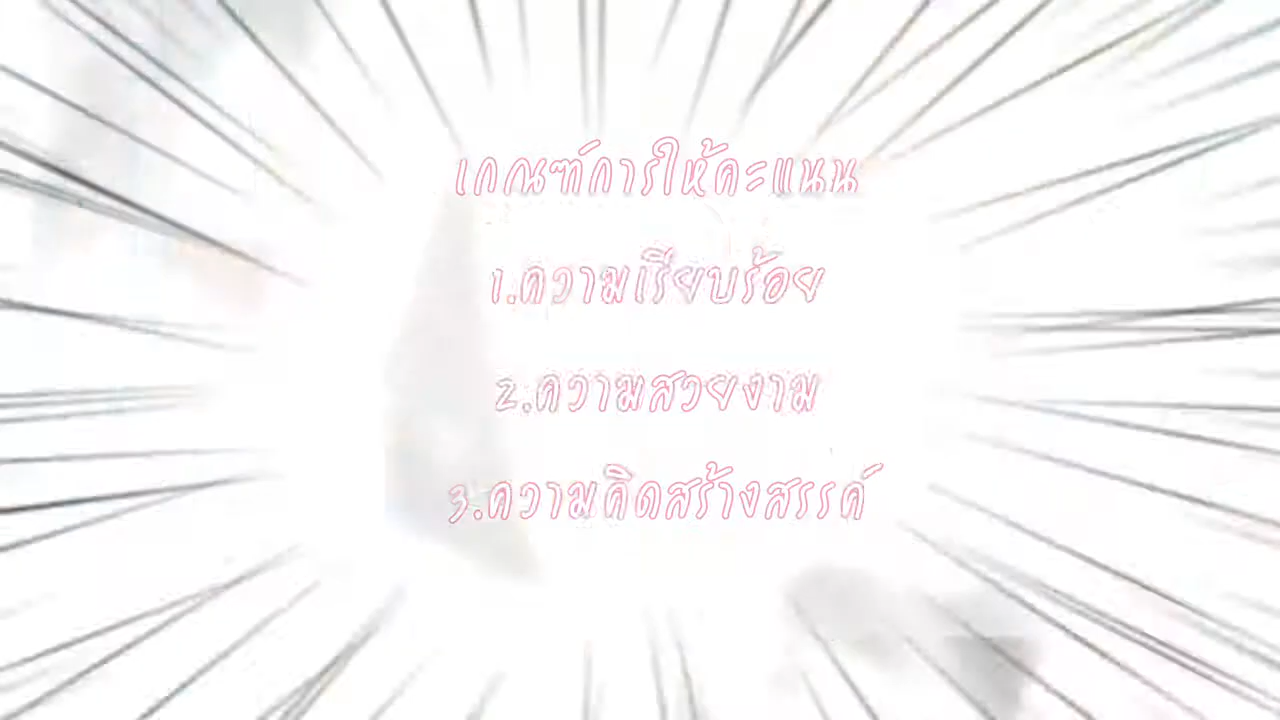 เกณฑ์การให้คะแนน
1.ความเรียบร้อย
2.ความสวยงาม
3.ความคิดสร้างสรรค์